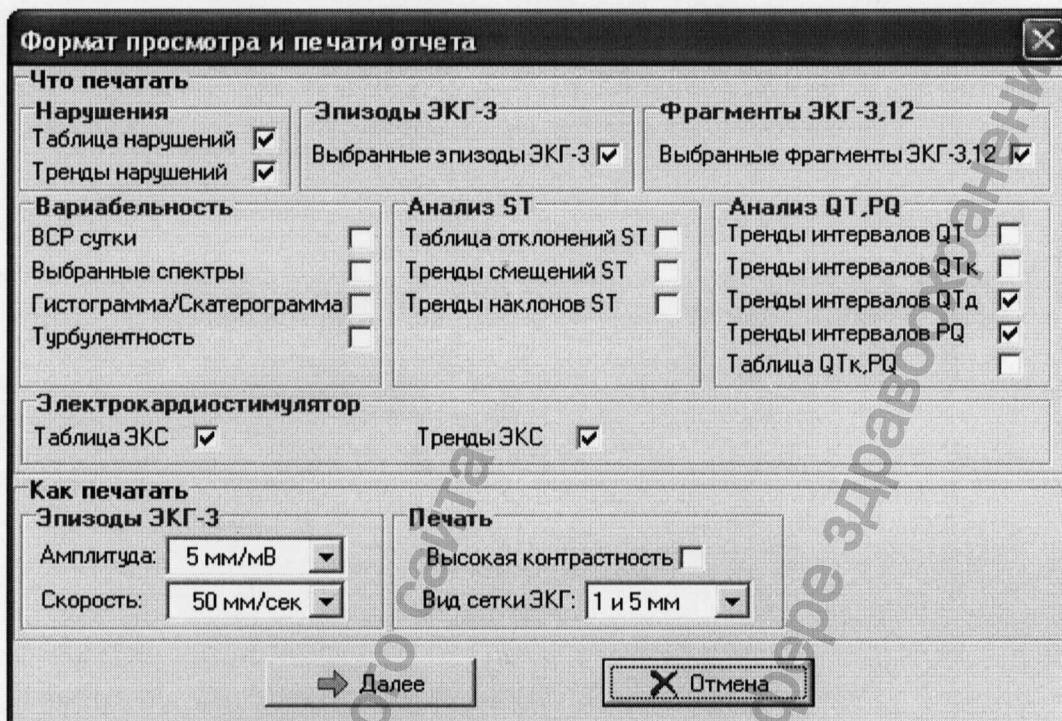 Формат просмотра и печати отчета
Что печатать
Нарушения
Таблица нарушений
Тренды нарушений
Эпизоды ЭКГ-3
Выбранные эпизоды ЭКГ-3
Фрагменты ЭКГ-3,12
Выбранные фрагменты ЭКГ-3,12
Вариабельность
ВСР сутки
Выбранные спектры
Гистограмма/Скатерограмма
Турбулентность
Анализ ST
Таблица отклонений ST
Тренды смещений ST
Тренды наклонов ST
Анализ QT,PQ
Тренды интервалов QT
Тренды интервалов QTк
Тренды интервалов QTд
Тренды интервалов PQ
Таблица QTк,PQ
Электрокардиостимулятор
Таблица ЭКС
Тренды ЭКС
Как печатать
Эпизоды ЭКГ-3
Амплитуда: 5 мм/мВ
Скорость: 50 мм/сек
Печать
Высокая контрастность
Вид сетки ЭКГ: 1 и 5 мм
Далее
Отмена
ого сайта
фере здравоохранени